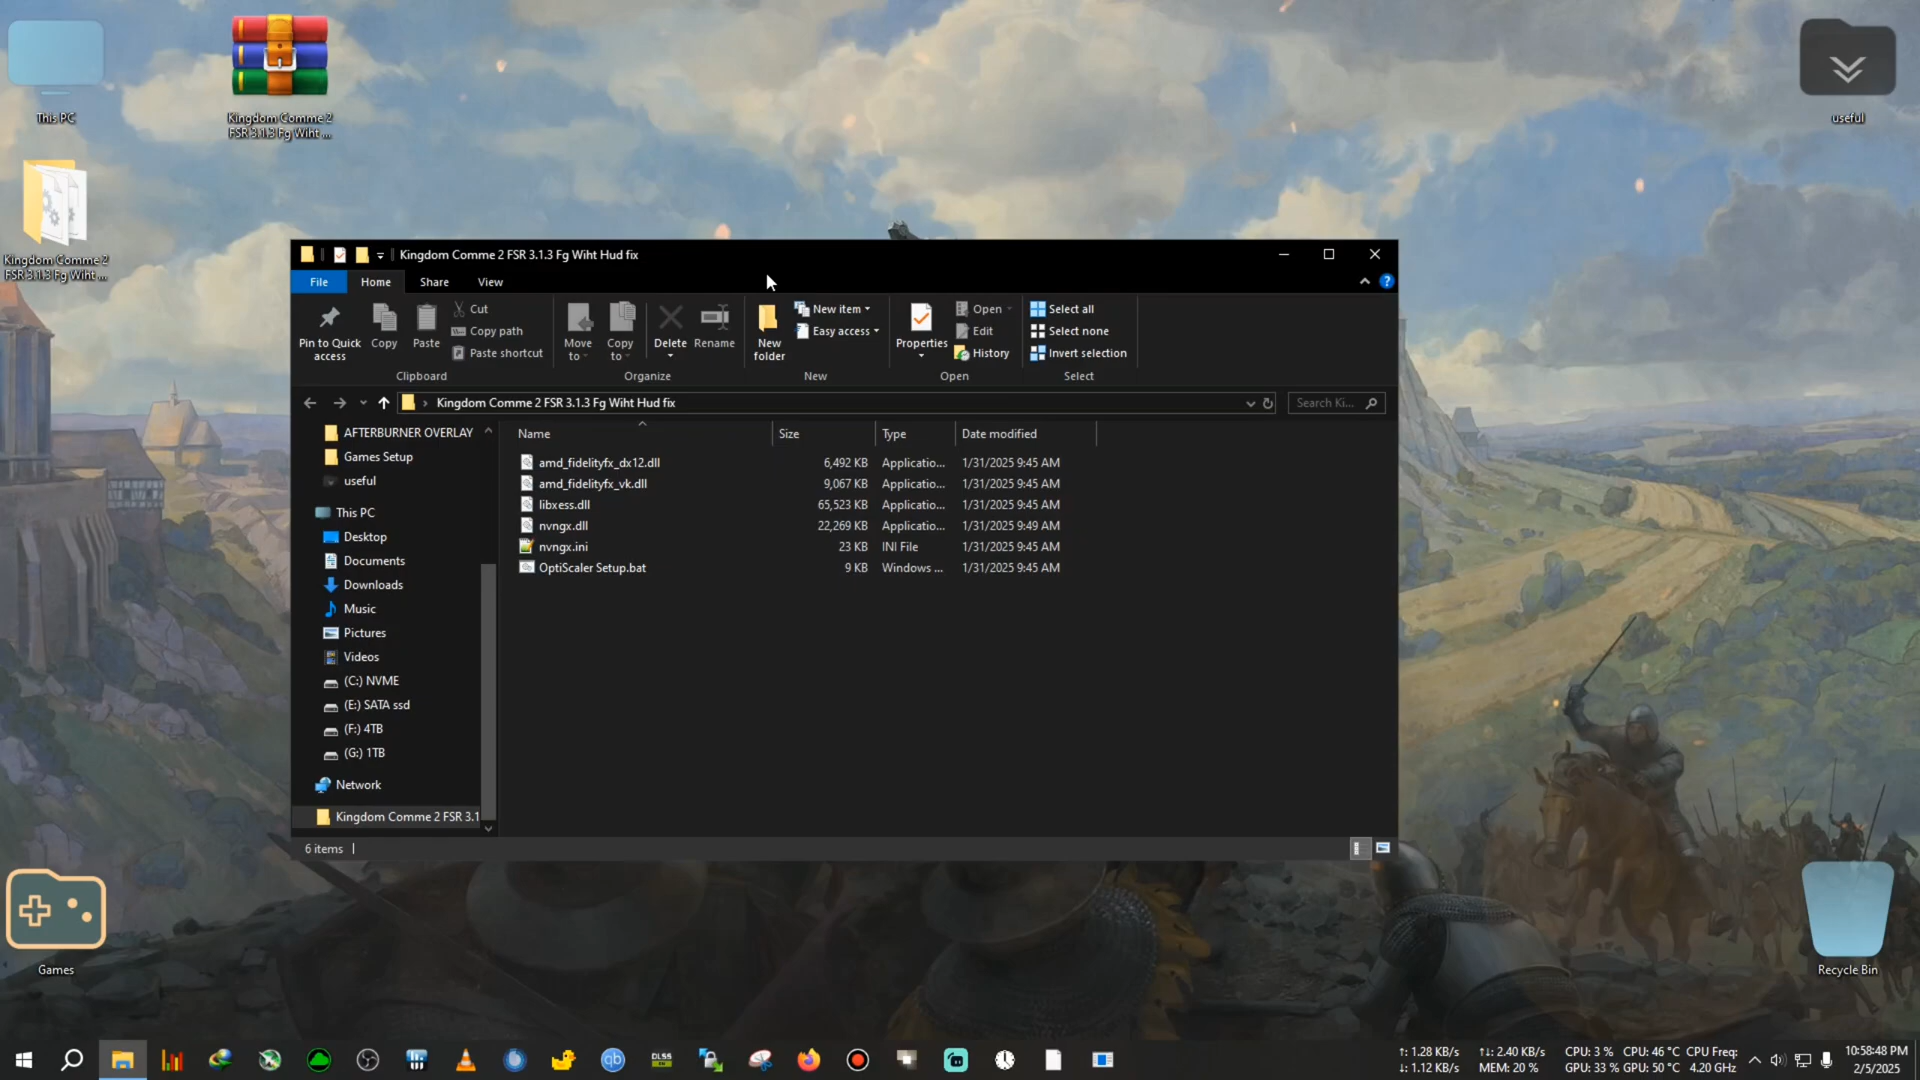 This PC
Kingdom Comme 2
FSR 3.1.3 Fg Wiht ...
Kingdom Comme 2
FSR 3.1.3 Fg Wiht ...
useful
Kingdom Comme 2 FSR 3.1.3 Fg Wiht Hud fix
File
Home
Share
View
Pin to Quick
access
Copy
Paste
Cut
Copy path
Paste shortcut
Clipboard
Move
to
Copy
to
Delete
Rename
Organize
New
folder
New item
Easy access
New
Properties
Open
Edit
History
Open
Select all
Select none
Invert selection
Select
Kingdom Comme 2 FSR 3.1.3 Fg Wiht Hud fix
Search Ki...
AFTERBURNER OVERLAY
Games Setup
useful
This PC
Desktop
Documents
Downloads
Music
Pictures
Videos
(C:) NVME
(E:) SATA ssd
(F:) 4TB
(G:) 1TB
Network
Kingdom Comme 2 FSR 3.1
Name Size Type Date modified
amd_fidelityfx_dx12.dll 6,492 KB Applicatio... 1/31/2025 9:45 AM
amd_fidelityfx_vk.dll 9,067 KB Applicatio... 1/31/2025 9:45 AM
libxess.dll 65,523 KB Applicatio... 1/31/2025 9:45 AM
nvngx.dll 22,269 KB Applicatio... 1/31/2025 9:49 AM
nvngx.ini 23 KB INI File 1/31/2025 9:45 AM
OptiScaler Setup.bat 9 KB Windows ... 1/31/2025 9:45 AM
6 items
Games
Recycle Bin
qb
DLSS
↑: 1.28 KB/s ↑↓: 2.40 KB/s CPU: 3 % CPU: 46 °C CPU Freq:
↓: 1.12 KB/s MEM: 20 % GPU: 33 % GPU: 50 °C 4.20 GHz
10:58:48 PM
2/5/2025